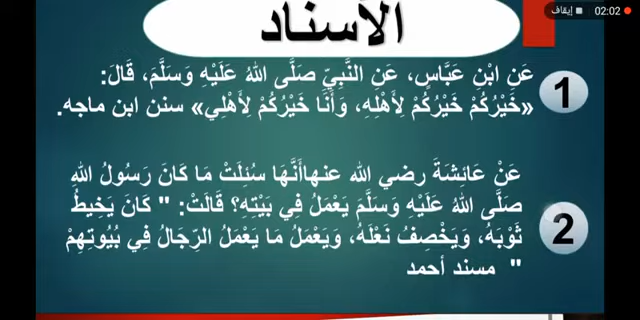 02:02 إيقاف
الأسناد
1
عَنِ ابْنِ عَبَّاسٍ، عَنِ النَّبِيِّ صَلَّى اللهُ عَلَيْهِ وَسَلَّمَ، قَالَ:
«خَيْرُكُمْ خَيْرُكُمْ لِأَهْلِهِ، وَأَنَا خَيْرُكُمْ لِأَهْلِي» سنن ابن ماجه.
2
عَنْ عَائِشَةَ رضي الله عنهاأَنَّهَا سُئِلَتْ مَا كَانَ رَسُولُ اللهِ
صَلَّى اللهُ عَلَيْهِ وَسَلَّمَ يَعْمَلُ فِي بَيْتِهِ؟ قَالَتْ: " كَانَ يَخِيطُ
ثَوْبَهُ، وَيَخْصِفُ نَعْلَهُ، وَيَعْمَلُ مَا يَعْمَلُ الرِّجَالُ فِي بُيُوتِهِمْ
" مسند أحمد